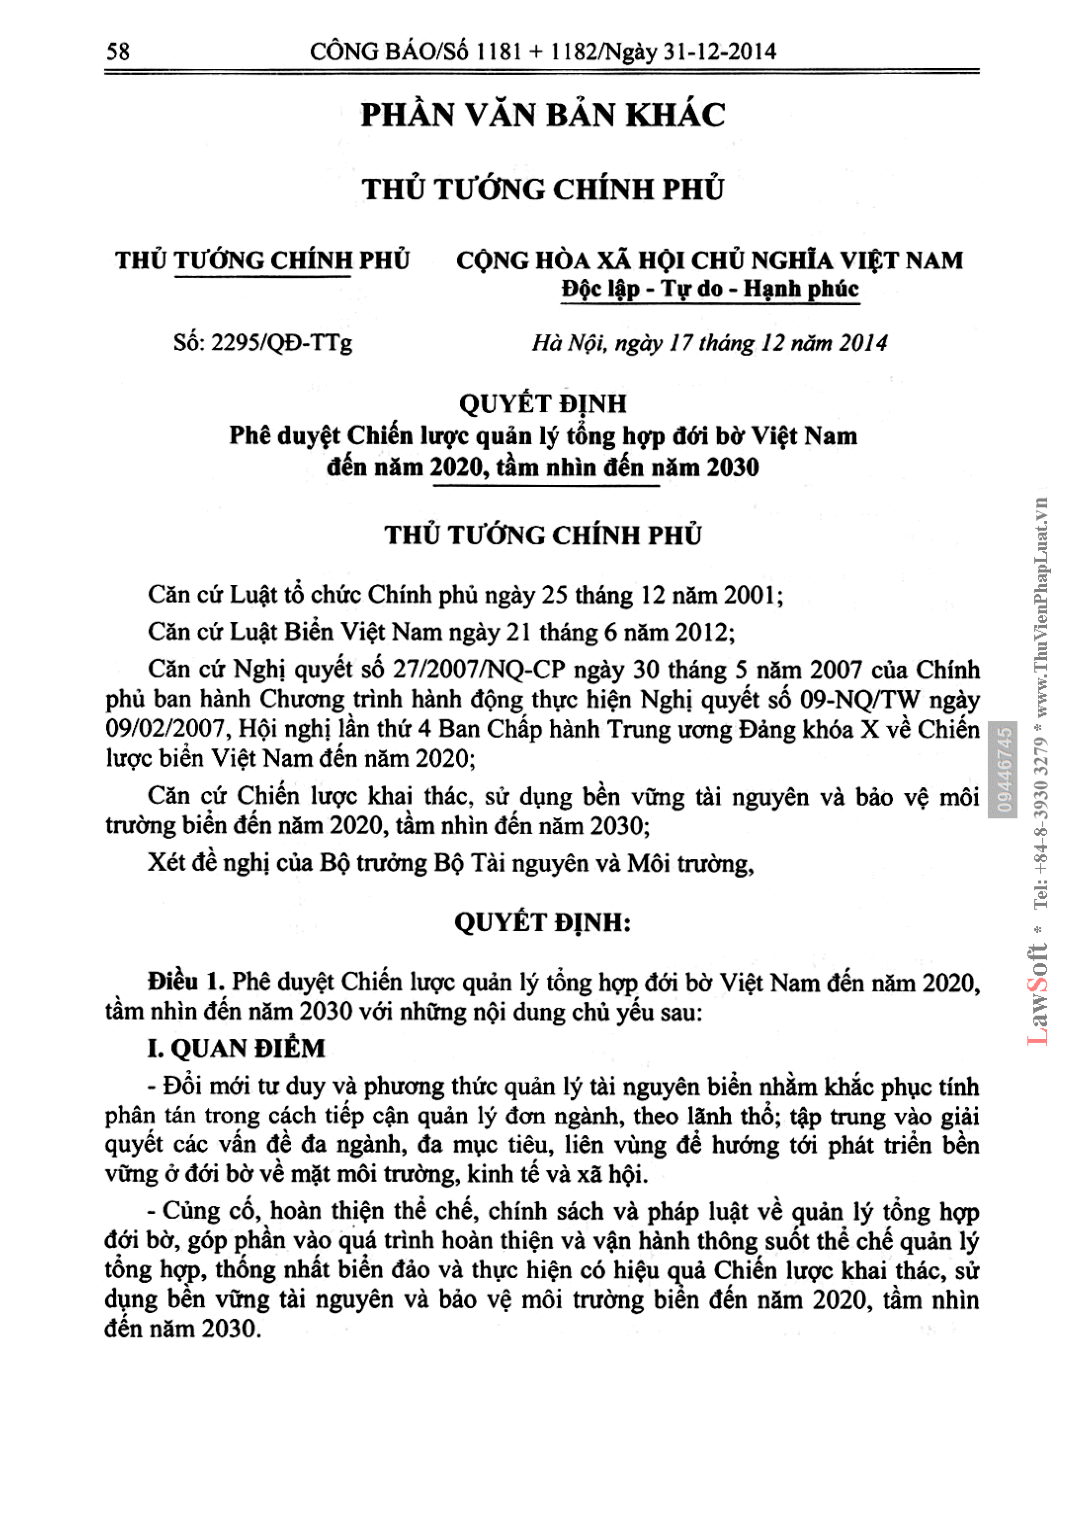 58
CÔNG BÁO/Số 1181 + 1182/Ngày 31-12-2014
PHẦN VĂN BẢN KHÁC
THỦ TƯỚNG CHÍNH PHỦ
THỦ TƯỚNG CHÍNH PHỦ
CỘNG HÒA XÃ HỘI CHỦ NGHĨA VIỆT NAM
Độc lập - Tự do - Hạnh phúc
Số: 2295/QĐ-TTg
Hà Nội, ngày 17 tháng 12 năm 2014
QUYẾT ĐỊNH
Phê duyệt Chiến lược quản lý tổng hợp đới bờ Việt Nam
đến năm 2020, tầm nhìn đến năm 2030
THỦ TƯỚNG CHÍNH PHỦ
Căn cứ Luật tổ chức Chính phủ ngày 25 tháng 12 năm 2001;
Căn cứ Luật Biển Việt Nam ngày 21 tháng 6 năm 2012;
Căn cứ Nghị quyết số 27/2007/NQ-CP ngày 30 tháng 5 năm 2007 của Chính
phủ ban hành Chương trình hành động thực hiện Nghị quyết số 09-NQ/TW ngày
09/02/2007, Hội nghị lần thứ 4 Ban Chấp hành Trung ương Đảng khóa X về Chiến
lược biển Việt Nam đến năm 2020;
Căn cứ Chiến lược khai thác, sử dụng bền vững tài nguyên và bảo vệ môi
trường biển đến năm 2020, tầm nhìn đến năm 2030;
Xét đề nghị của Bộ trưởng Bộ Tài nguyên và Môi trường,
QUYẾT ĐỊNH:
Điều 1. Phê duyệt Chiến lược quản lý tổng hợp đới bờ Việt Nam đến năm 2020,
tầm nhìn đến năm 2030 với những nội dung chủ yếu sau:
I. QUAN ĐIỂM
- Đổi mới tư duy và phương thức quản lý tài nguyên biển nhằm khắc phục tính
phân tán trong cách tiếp cận quản lý đơn ngành, theo lãnh thổ; tập trung vào giải
quyết các vấn đề đa ngành, đa mục tiêu, liên vùng để hướng tới phát triển bền
vững ở đới bờ về mặt môi trường, kinh tế và xã hội.
- Củng cố, hoàn thiện thể chế, chính sách và pháp luật về quản lý tổng hợp
đới bờ, góp phần vào quá trình hoàn thiện và vận hành thông suốt thể chế quản lý
tổng hợp, thống nhất biển đảo và thực hiện có hiệu quả Chiến lược khai thác, sử
dụng bền vững tài nguyên và bảo vệ môi trường biển đến năm 2020, tầm nhìn
đến năm 2030.
09446745
LawSoft * Tel: +84-8-3930 3279 * www.ThuVienPhapLuat.vn